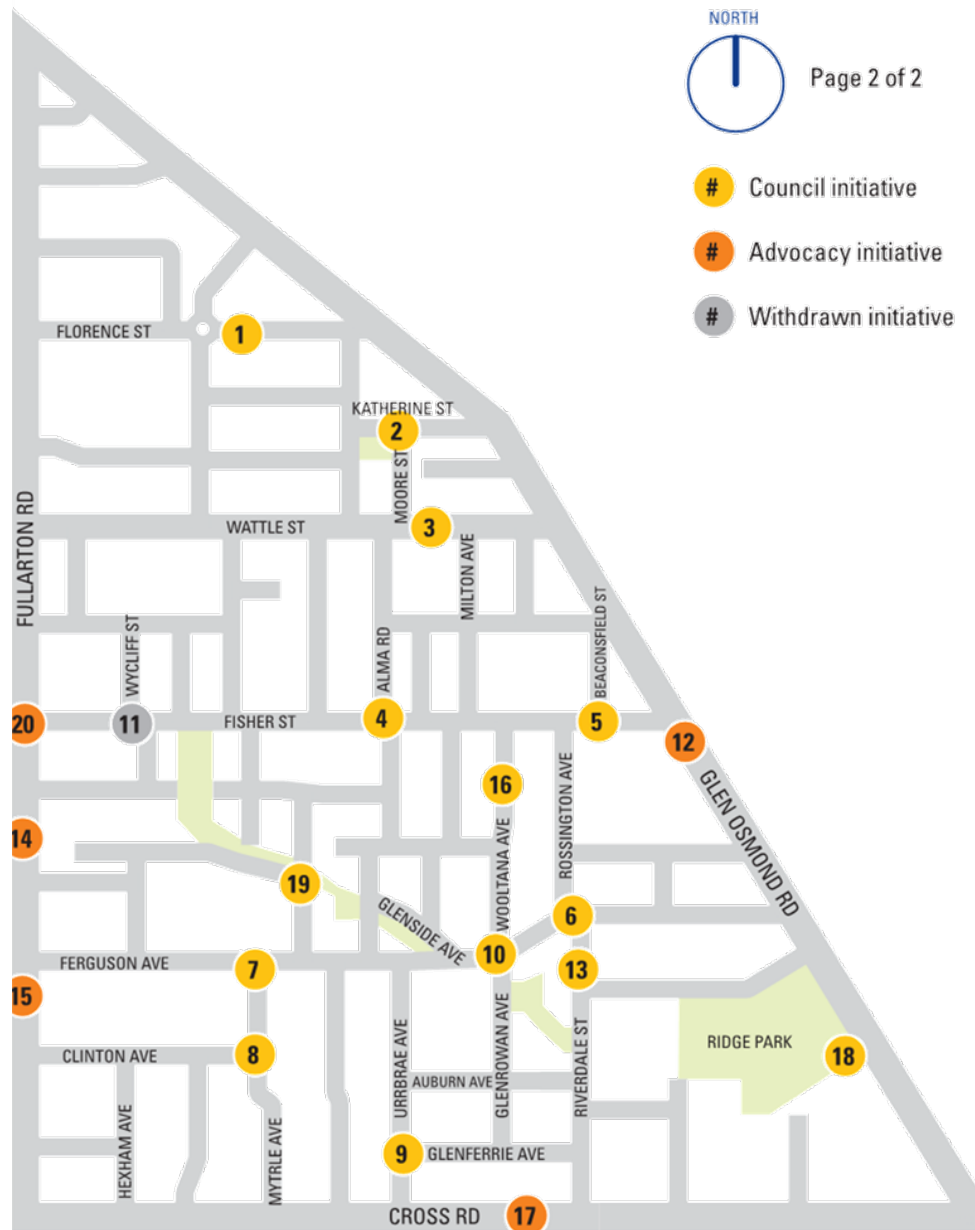 NORTH
Page 2 of 2
# Council initiative
# Advocacy initiative
# Withdrawn initiative
FLORENCE ST
1
KATHERINE ST
2
MOORE ST
FULLARTON RD
WATTLE ST
3
MILTON AVE
WYCLIFF ST
ALMA RD
BEACONSFIELD ST
20
11
FISHER ST
4
5
12
16
GLEN OSMOND RD
14
WOOLTANA AVE
ROSSINGTON AVE
19
GLENSIDE AVE
6
FERGUSON AVE
7
10
13
15
RIDGE PARK
CLINTON AVE
8
URRBRAE AVE
AUBURN AVE
GLENROWAN AVE
RIVERDALE ST
18
HEXHAM AVE
MYRTLE AVE
9
GLENFERRIE AVE
CROSS RD
17